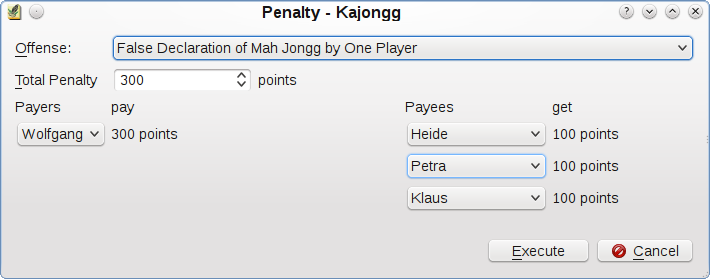 Penalty - Kajongg
Offense: False Declaration of Mah Jongg by One Player
Total Penalty 300 points
Payers pay Payees get
Wolfgang 300 points Heide 100 points
Petra 100 points
Klaus 100 points
Execute Cancel